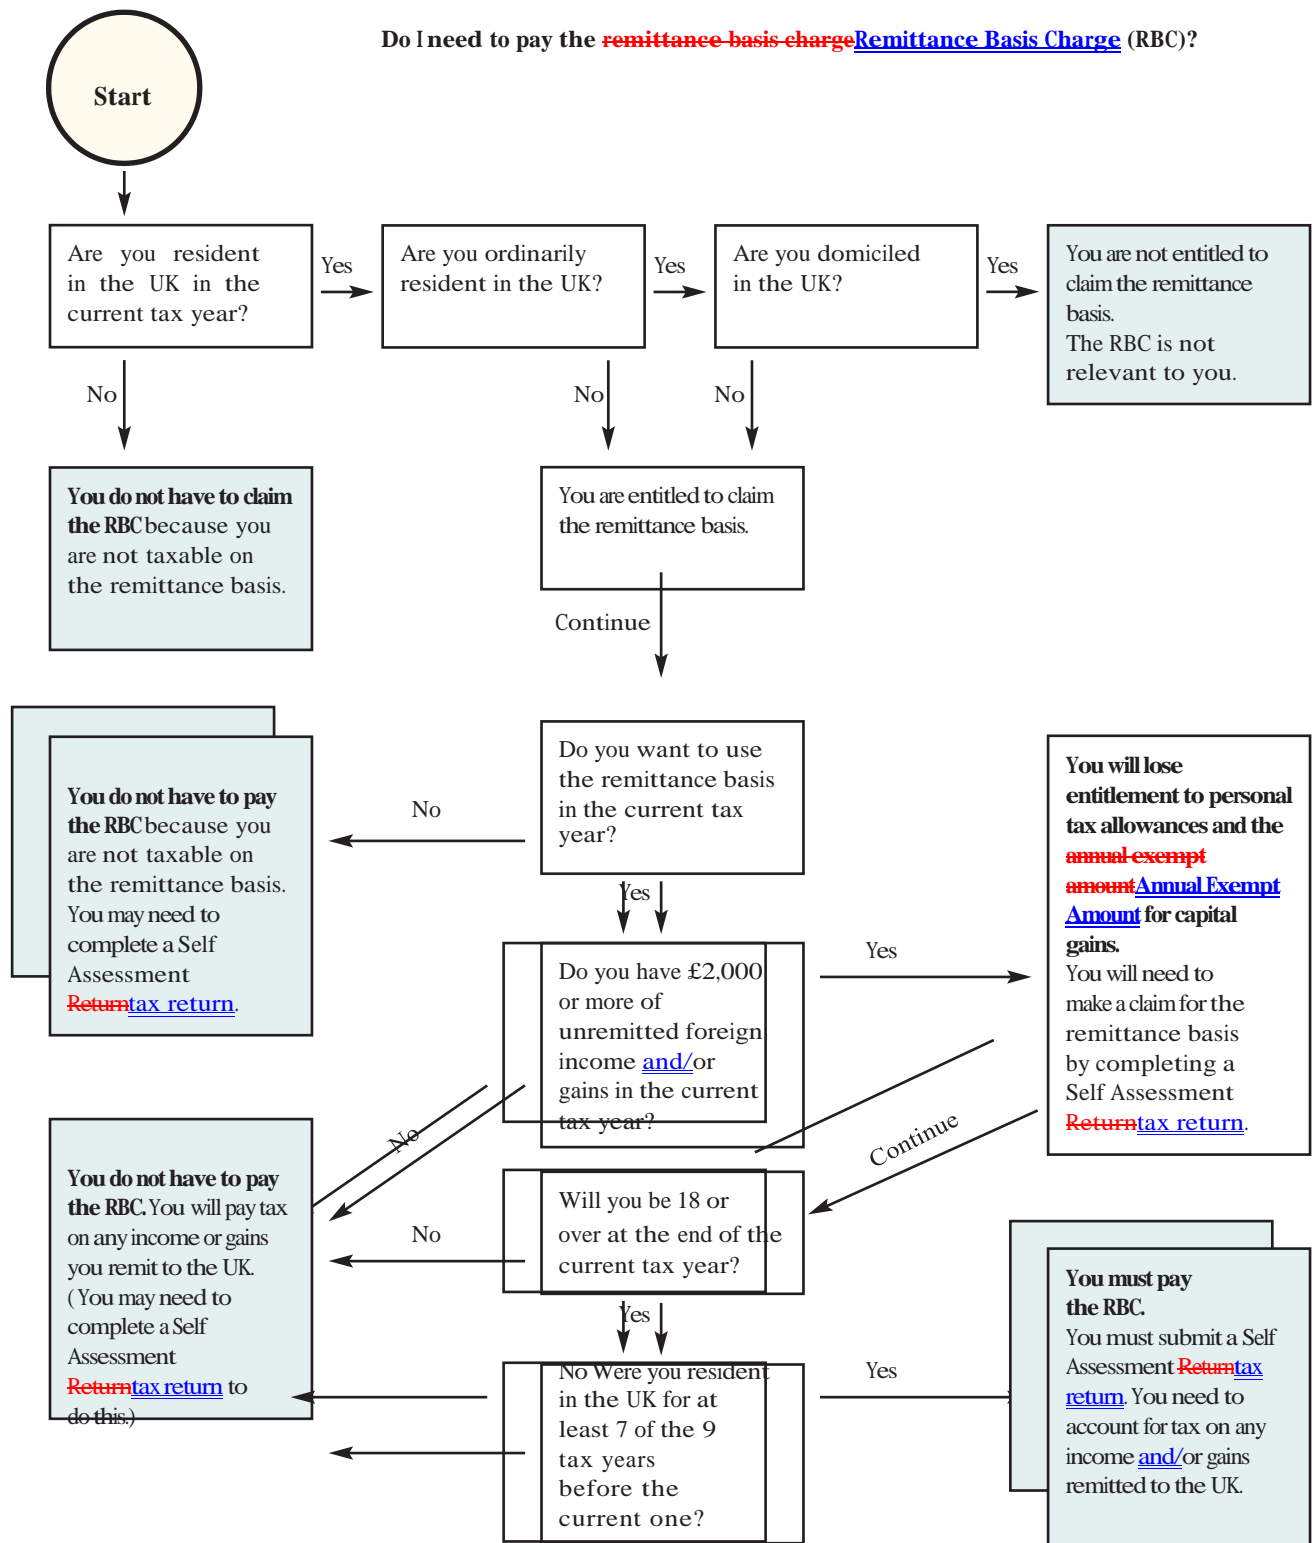 Do I need to pay the remittance basis chargeRemittance Basis Charge (RBC)?
Start
Are you resident
in the UK in the
current tax year?
Yes
Are you ordinarily
resident in the UK?
Yes
Are you domiciled
in the UK?
Yes
You are not entitled to
claim the remittance
basis.
The RBC is not
relevant to you.
No
No
No
You do not have to claim
the RBC because you
are not taxable on
the remittance basis.
You are entitled to claim
the remittance basis.
Continue
Do you want to use
the remittance basis
in the current tax
year?
No
You do not have to pay
the RBC because you
are not taxable on
the remittance basis.
You may need to
complete a Self
Assessment
Returntax return.
Yes
Do you have £2,000
or more of
unremitted foreign
income and/or
gains in the current
tax year?
Yes
You will lose
entitlement to personal
tax allowances and the
annual exempt
amountAnnual Exempt
Amount for capital
gains.
You will need to
make a claim for the
remittance basis
by completing a
Self Assessment
Returntax return.
No
Continue
You do not have to pay
the RBC. You will pay tax
on any income or gains
you remit to the UK.
( You may need to
complete a Self
Assessment
Returntax return to
do this.)
Will you be 18 or
over at the end of the
current tax year?
No
Yes
No Were you resident
in the UK for at
least 7 of the 9
tax years
before the
current one?
Yes
You must pay
the RBC.
You must submit a Self
Assessment Returntax
return. You need to
account for tax on any
income and/or gains
remitted to the UK.